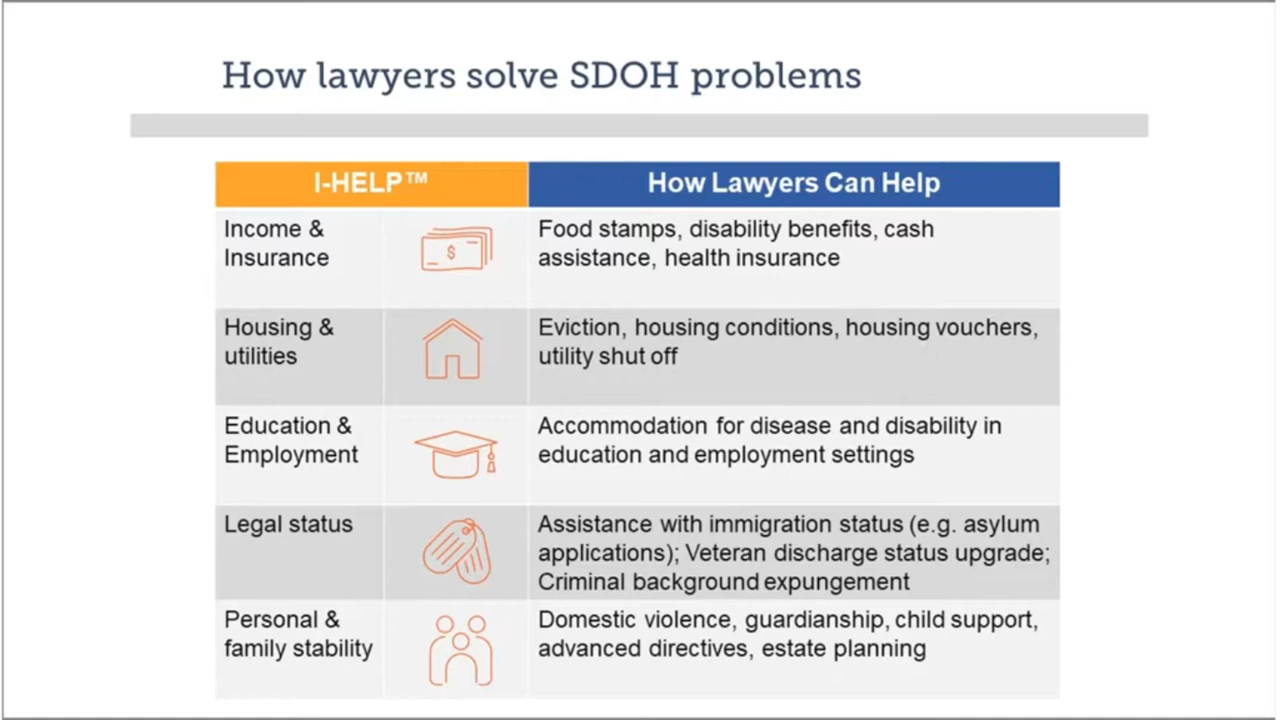 How lawyers solve SDOH problems
I-HELP™
How Lawyers Can Help
Income &
Insurance
$
Food stamps, disability benefits, cash
assistance, health insurance
Housing &
utilities
Eviction, housing conditions, housing vouchers,
utility shut off
Education &
Employment
Accommodation for disease and disability in
education and employment settings
Legal status
Assistance with immigration status (e.g. asylum
applications); Veteran discharge status upgrade;
Criminal background expungement
Personal &
family stability
Domestic violence, guardianship, child support,
advanced directives, estate planning